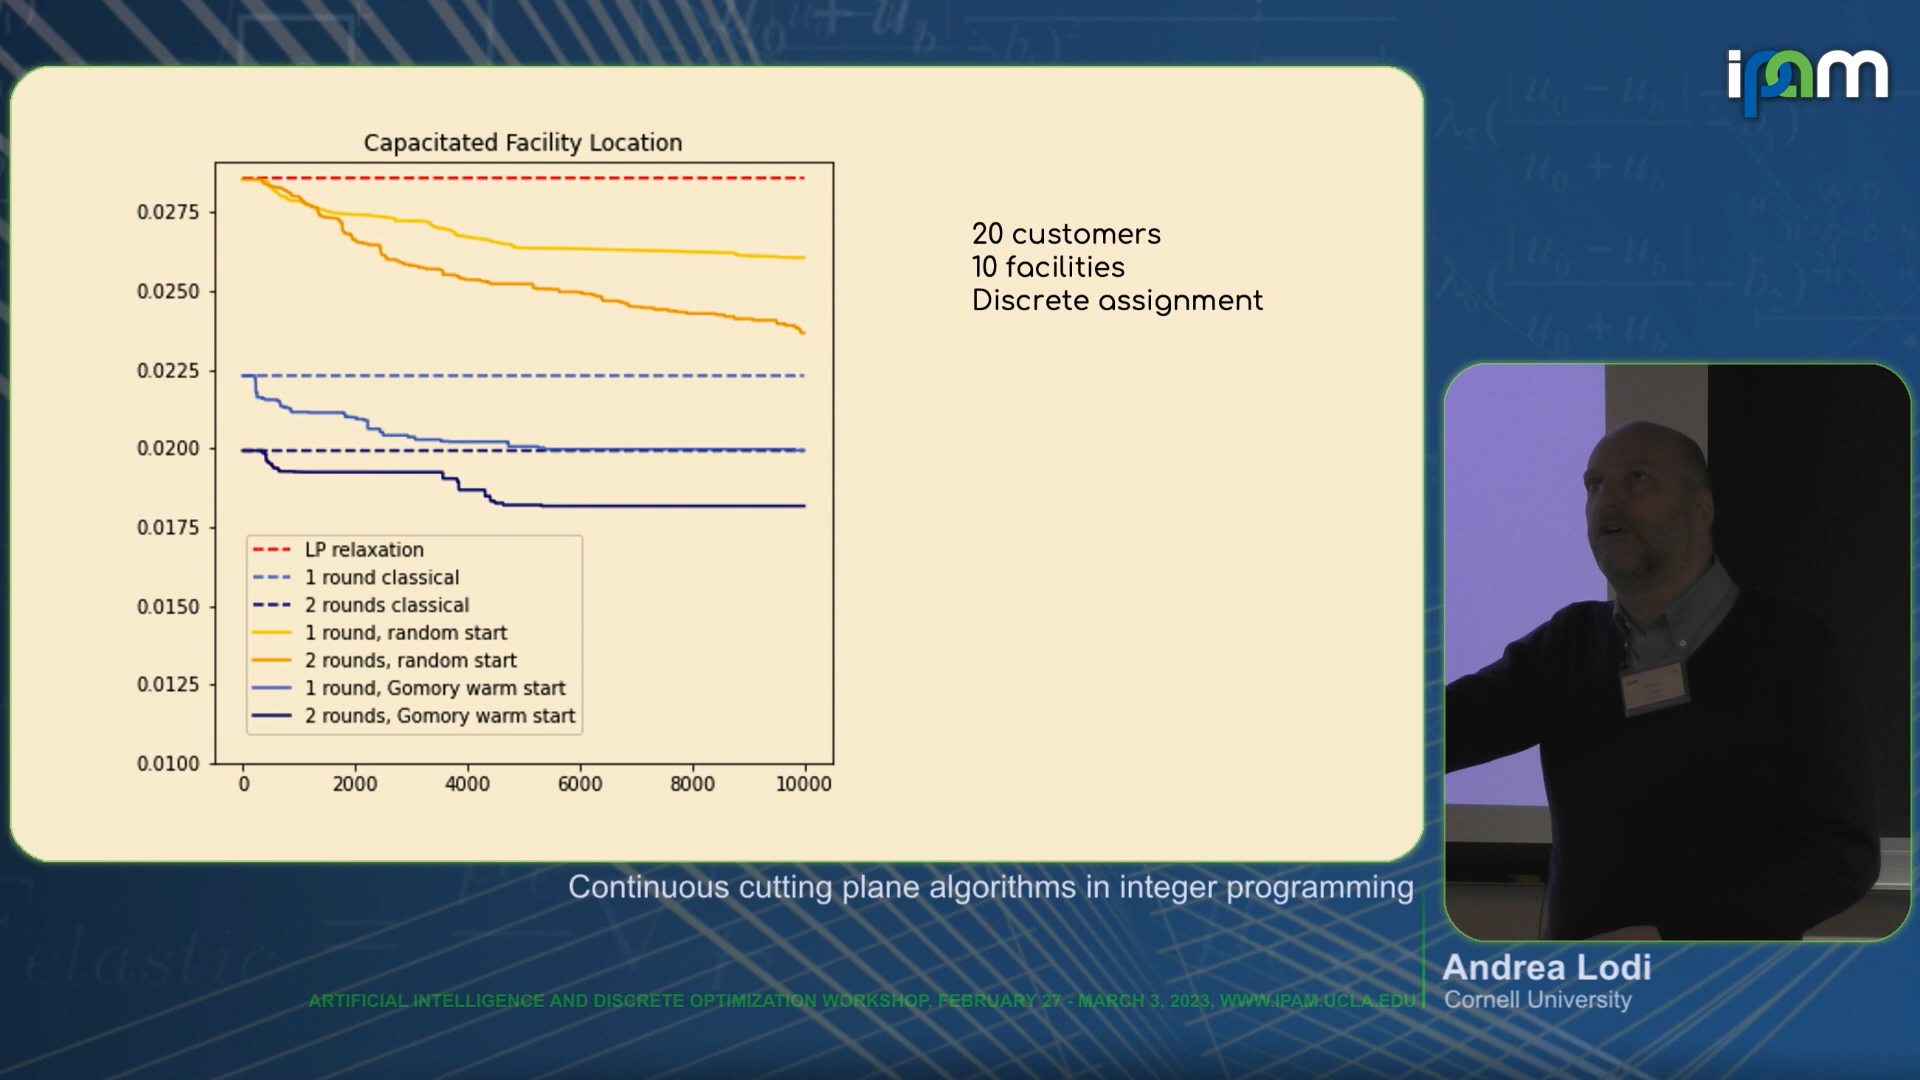 ipam
Capacitated Facility Location
0.0275
0.0250
0.0225
0.0200
0.0175
0.0150
0.0125
0.0100
0
2000
4000
6000
8000
10000
LP relaxation
1 round classical
2 rounds classical
1 round, random start
2 rounds, random start
1 round, Gomory warm start
2 rounds, Gomory warm start
20 customers
10 facilities
Discrete assignment
Continuous cutting plane algorithms in integer programming
Andrea Lodi
Cornell University
ARTIFICIAL INTELLIGENCE AND DISCRETE OPTIMIZATION WORKSHOP, FEBRUARY 27 - MARCH 3, 2023, WWW.IPAM.UCLA.EDU
elastic